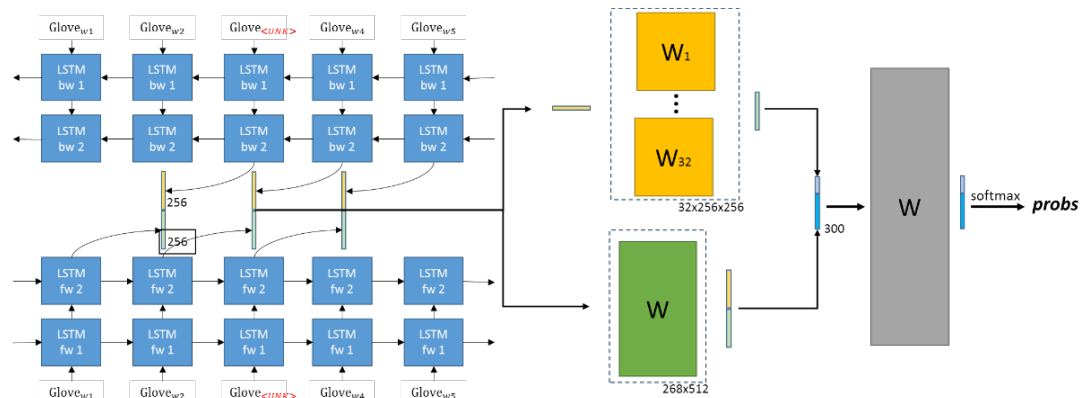 Glove_w1 Glove_w2 Glove_<UNK> Glove_w4 Glove_w5
LSTM LSTM LSTM LSTM LSTM
bw 1 bw 1 bw 1 bw 1 bw 1
LSTM LSTM LSTM LSTM LSTM
bw 2 bw 2 bw 2 bw 2 bw 2
256
256
LSTM LSTM LSTM LSTM LSTM
fw 2 fw 2 fw 2 fw 2 fw 2
LSTM LSTM LSTM LSTM LSTM
fw 1 fw 1 fw 1 fw 1 fw 1
Glove_w1 Glove_w2 Glove_<UNK> Glove_w4 Glove_w5
W1
W32
32x256x256
W
268x512
300
W
softmax
probs